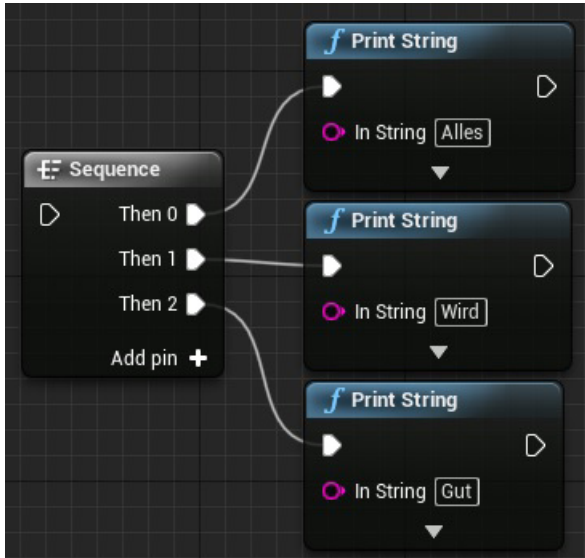 Print String
In String Alles
Sequence
Then 0
Then 1
Then 2
Add pin
Print String
In String Wird
Print String
In String Gut